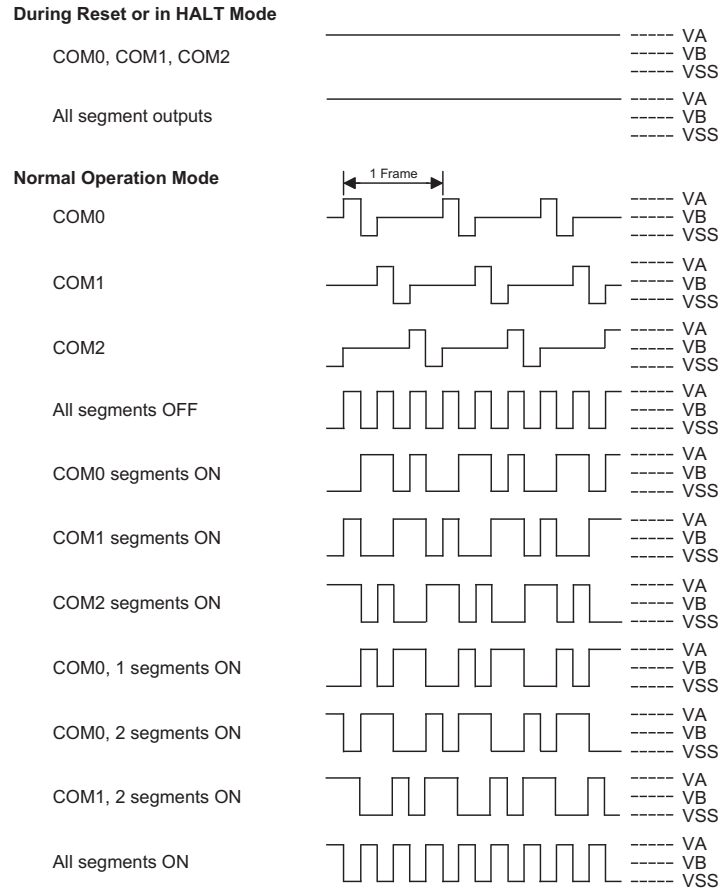 During Reset or in HALT Mode
COM0, COM1, COM2
VA
VB
VSS
All segment outputs
VA
VB
VSS
Normal Operation Mode
1 Frame
COM0
VA
VB
VSS
COM1
VA
VB
VSS
COM2
VA
VB
VSS
All segments OFF
VA
VB
VSS
COM0 segments ON
VA
VB
VSS
COM1 segments ON
VA
VB
VSS
COM2 segments ON
VA
VB
VSS
COM0, 1 segments ON
VA
VB
VSS
COM0, 2 segments ON
VA
VB
VSS
COM1, 2 segments ON
VA
VB
VSS
All segments ON
VA
VB
VSS